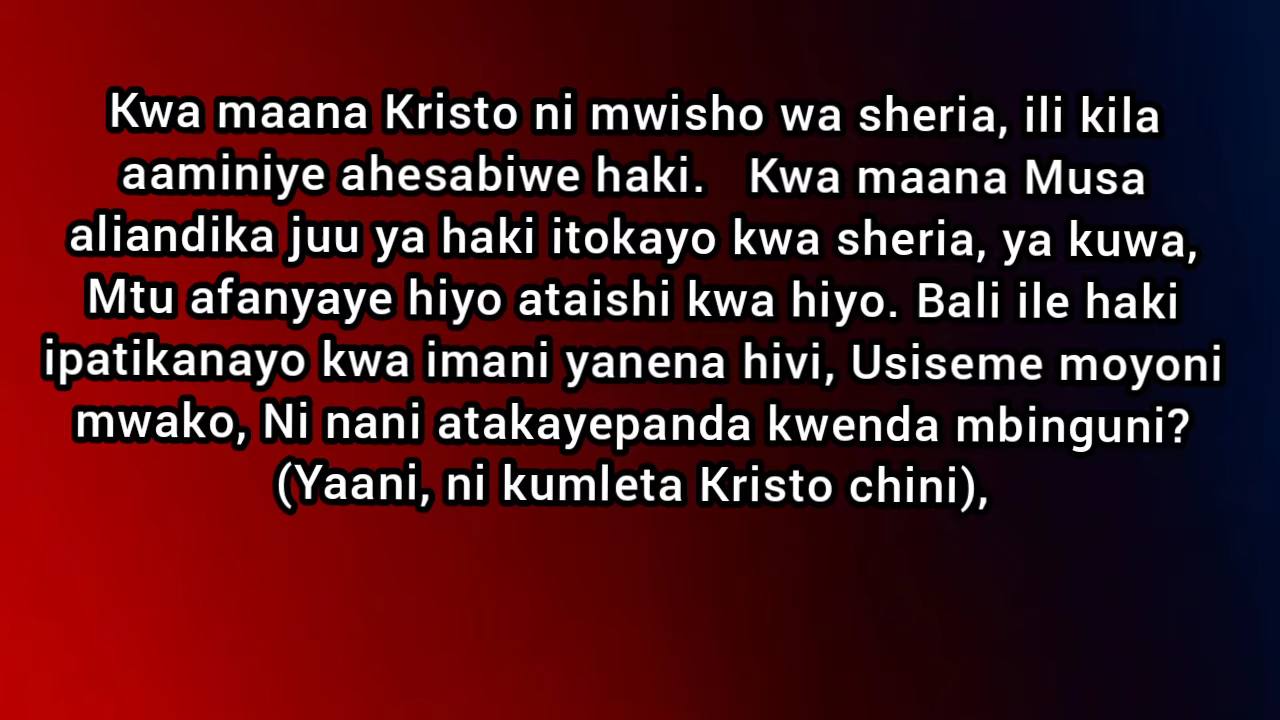 Kwa maana Kristo ni mwisho wa sheria, ili kila
aaminiye ahesabiwe haki. Kwa maana Musa
aliandika juu ya haki itokayo kwa sheria, ya kuwa,
Mtu afanyaye hiyo ataishi kwa hiyo. Bali ile haki
ipatikanayo kwa imani yanena hivi, Usiseme moyoni
mwako, Ni nani atakayepanda kwenda mbinguni?
(Yaani, ni kumleta Kristo chini),